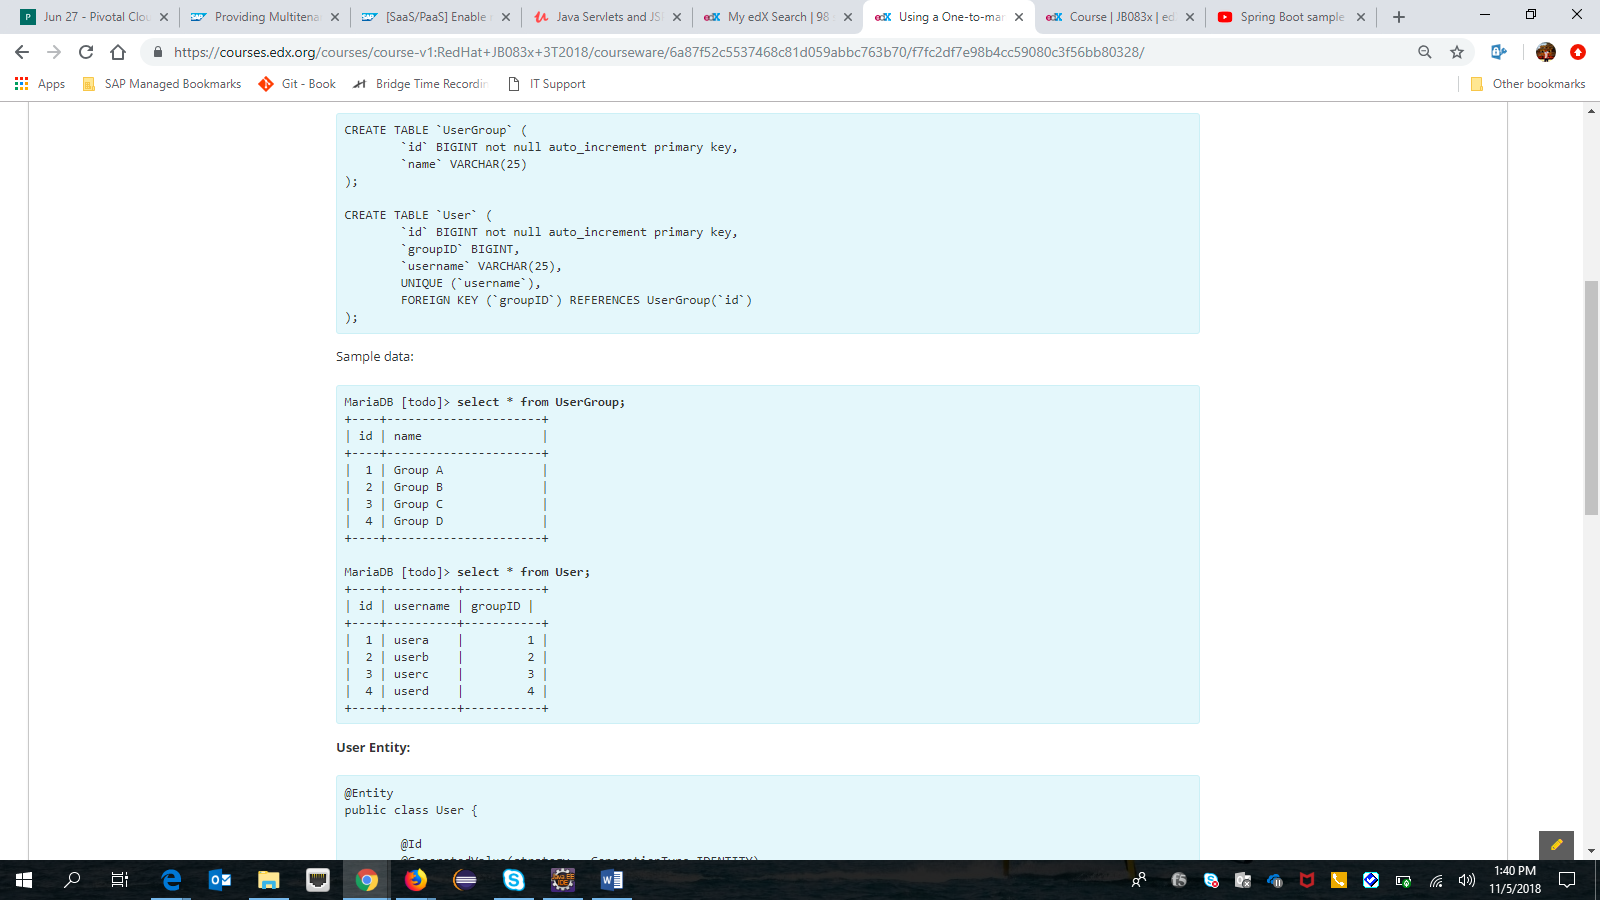 Jun 27 - Pivotal Clou
Providing Multitena
[SaaS/PaaS] Enable
Java Servlets and JS
My edX Search | 98
Using a One-to-mar
Course | JB083x | ed
Spring Boot sample
https://courses.edx.org/courses/course-v1:RedHat+JB083x+3T2018/courseware/6a87f52c5537468c81d059abbc763b70/f7fc2df7e98b4cc59080c3f56bb80328/
Apps
SAP Managed Bookmarks
Git - Book
Bridge Time Recordin
IT Support
Other bookmarks
CREATE TABLE `UserGroup` (
`id` BIGINT not null auto_increment primary key,
`name` VARCHAR(25)
);
CREATE TABLE `User` (
`id` BIGINT not null auto_increment primary key,
`groupID` BIGINT,
`username` VARCHAR(25),
UNIQUE (`username`),
FOREIGN KEY (`groupID`) REFERENCES UserGroup(`id`)
);
Sample data:
MariaDB [todo]> select * from UserGroup;
+----+----------------------+
| id | name                 |
+----+----------------------+
|  1 | Group A              |
|  2 | Group B              |
|  3 | Group C              |
|  4 | Group D              |
+----+----------------------+
MariaDB [todo]> select * from User;
+----+----------+-----------+
| id | username | groupID |
+----+----------+-----------+
|  1 | usera    |         1 |
|  2 | userb    |         2 |
|  3 | userc    |         3 |
|  4 | userd    |         4 |
+----+----------+-----------+
User Entity:
@Entity
public class User {
@Id
@GeneratedValue(strategy = GenerationType.IDENTITY)
1:40 PM
11/5/2018